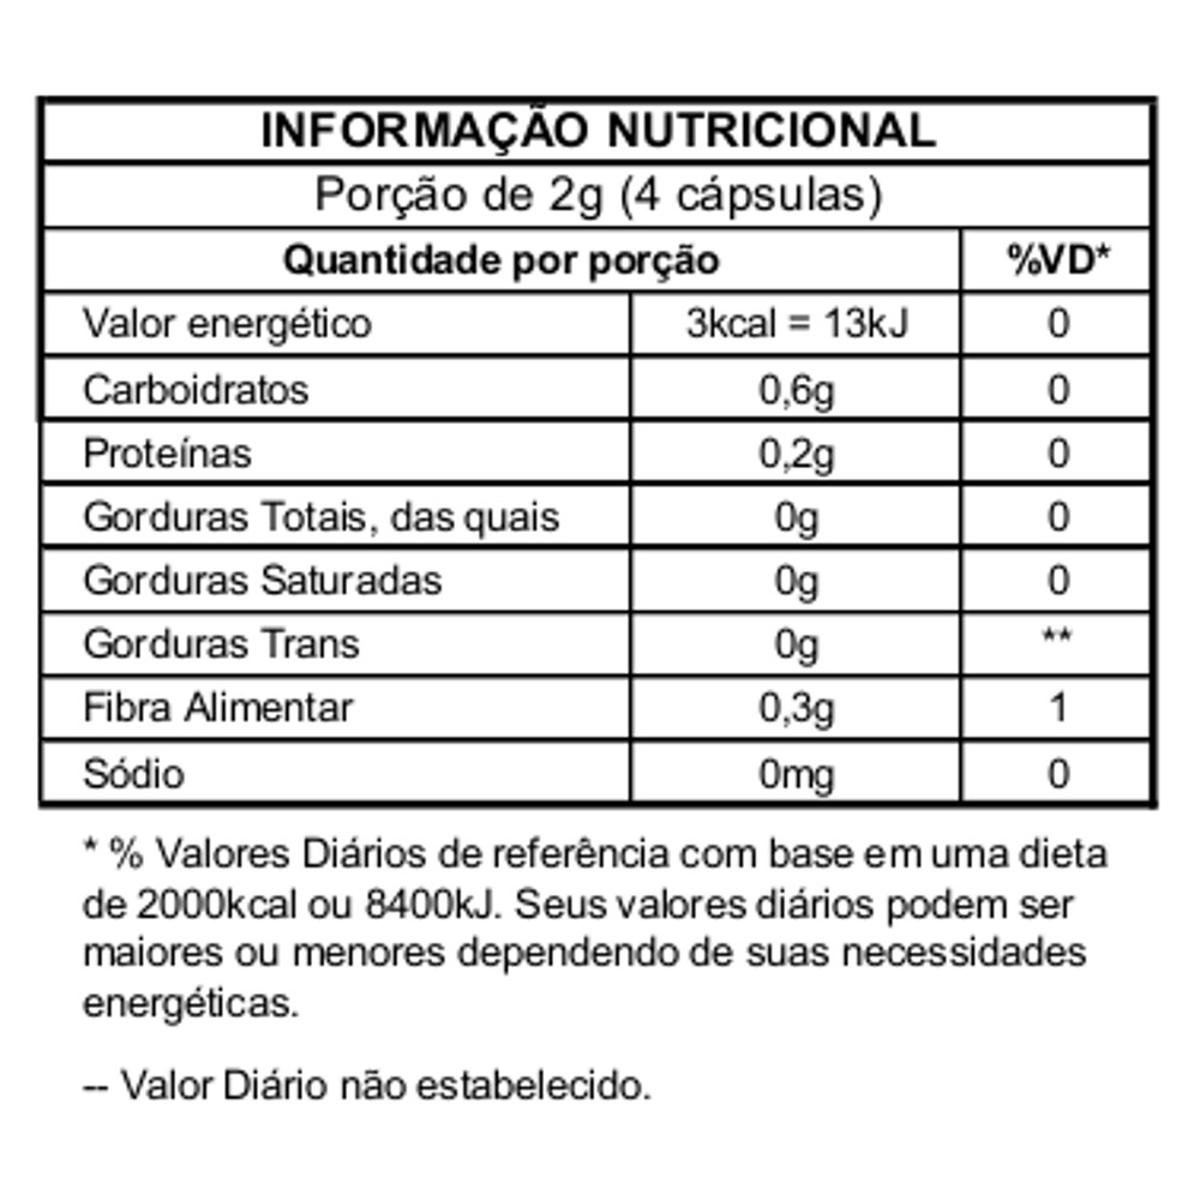 INFORMAÇÃO NUTRICIONAL
Porção de 2g (4 cápsulas)
Quantidade por porção %VD*
Valor energético 3kcal = 13kJ 0
Carboidratos 0,6g 0
Proteínas 0,2g 0
Gorduras Totais, das quais 0g 0
Gorduras Saturadas 0g 0
Gorduras Trans 0g **
Fibra Alimentar 0,3g 1
Sódio 0mg 0
* % Valores Diários de referência com base em uma dieta
de 2000kcal ou 8400kJ. Seus valores diários podem ser
maiores ou menores dependendo de suas necessidades
energéticas.
-- Valor Diário não estabelecido.